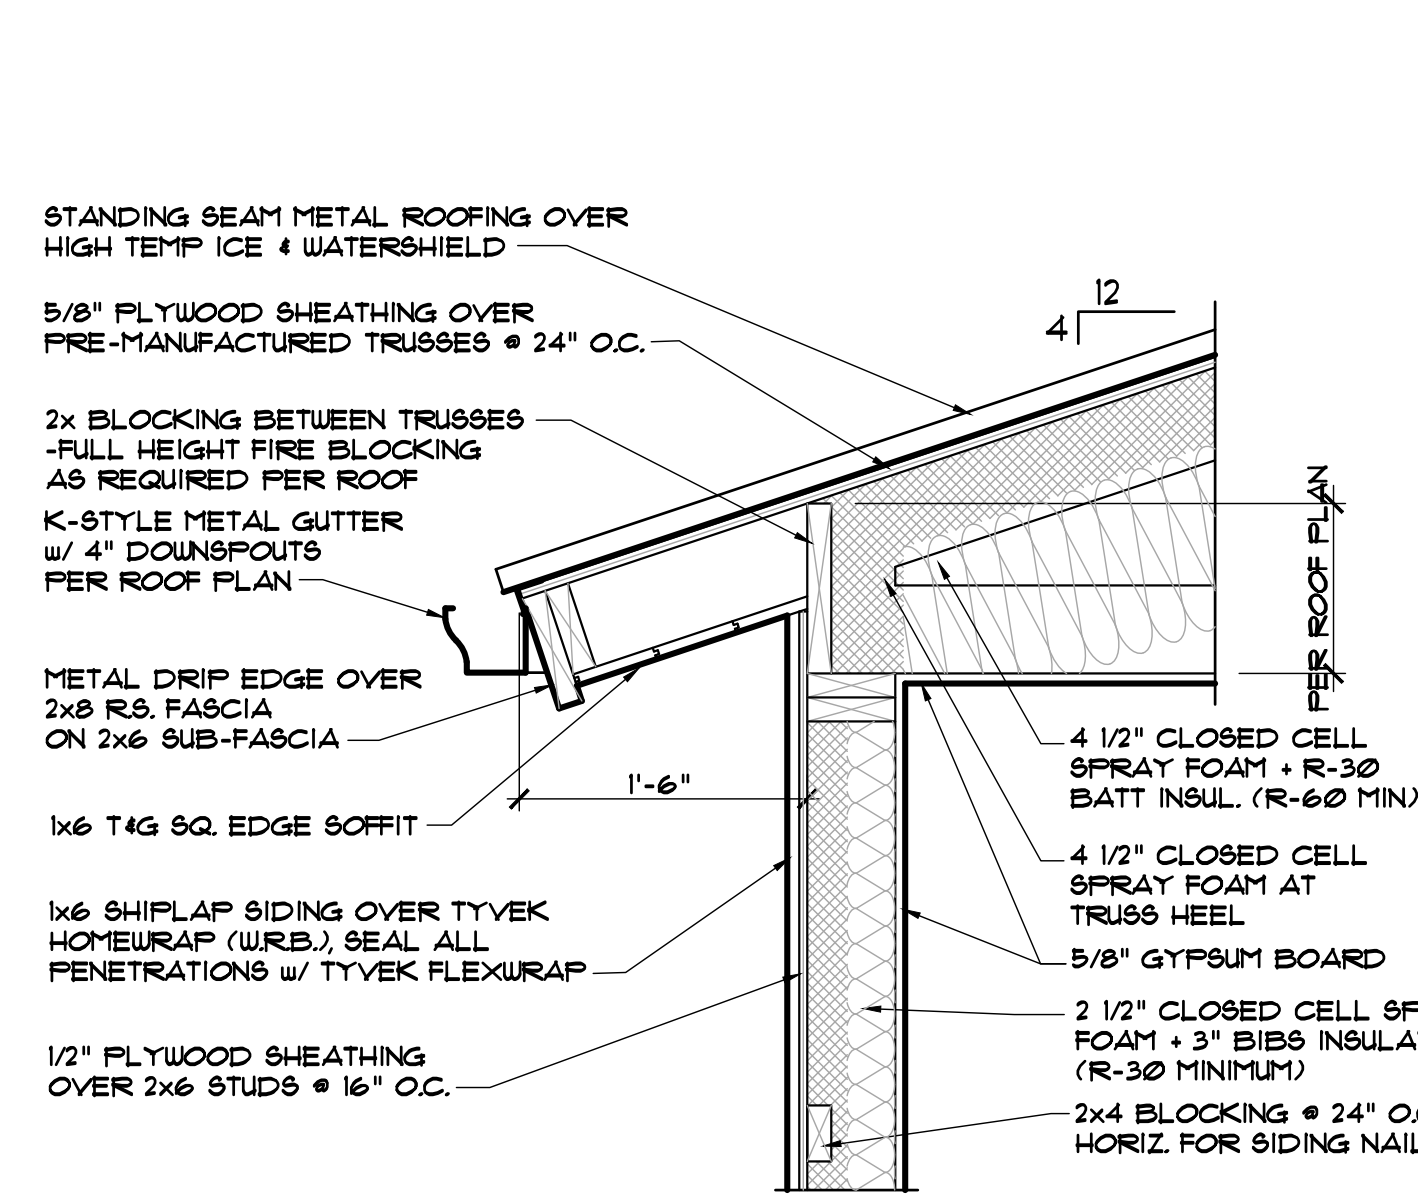 STANDING SEAM METAL ROOFING OVER
HIGH TEMP ICE & WATERSHIELD
5/8" PLYWOOD SHEATHING OVER
PRE-MANUFACTURED TRUSSES @ 24" O.C.
2x BLOCKING BETWEEN TRUSSES
-FULL HEIGHT FIRE BLOCKING
AS REQUIRED PER ROOF
K-STYLE METAL GUTTER
w/ 4" DOWNSPOUTS
PER ROOF PLAN
METAL DRIP EDGE OVER
2x8 R.S. FASCIA
ON 2x6 SUB-FASCIA
1x6 T&G SQ. EDGE SOFFIT
1x6 SHIPLAP SIDING OVER TYVEK
HOMEWRAP (W.R.B.), SEAL ALL
PENETRATIONS w/ TYVEK FLEXWRAP
1/2" PLYWOOD SHEATHING
OVER 2x6 STUDS @ 16" O.C.
1'-6"
12
4
PER ROOF PLAN
4 1/2" CLOSED CELL
SPRAY FOAM + R-30
BATT INSUL. (R-60 MIN)
4 1/2" CLOSED CELL
SPRAY FOAM AT
TRUSS HEEL
5/8" GYPSUM BOARD
2 1/2" CLOSED CELL
FOAM + 3" BIBS
(R-30 MINIMUM)
2x4 BLOCKING @ 24"
HORIZ. FOR SIDING